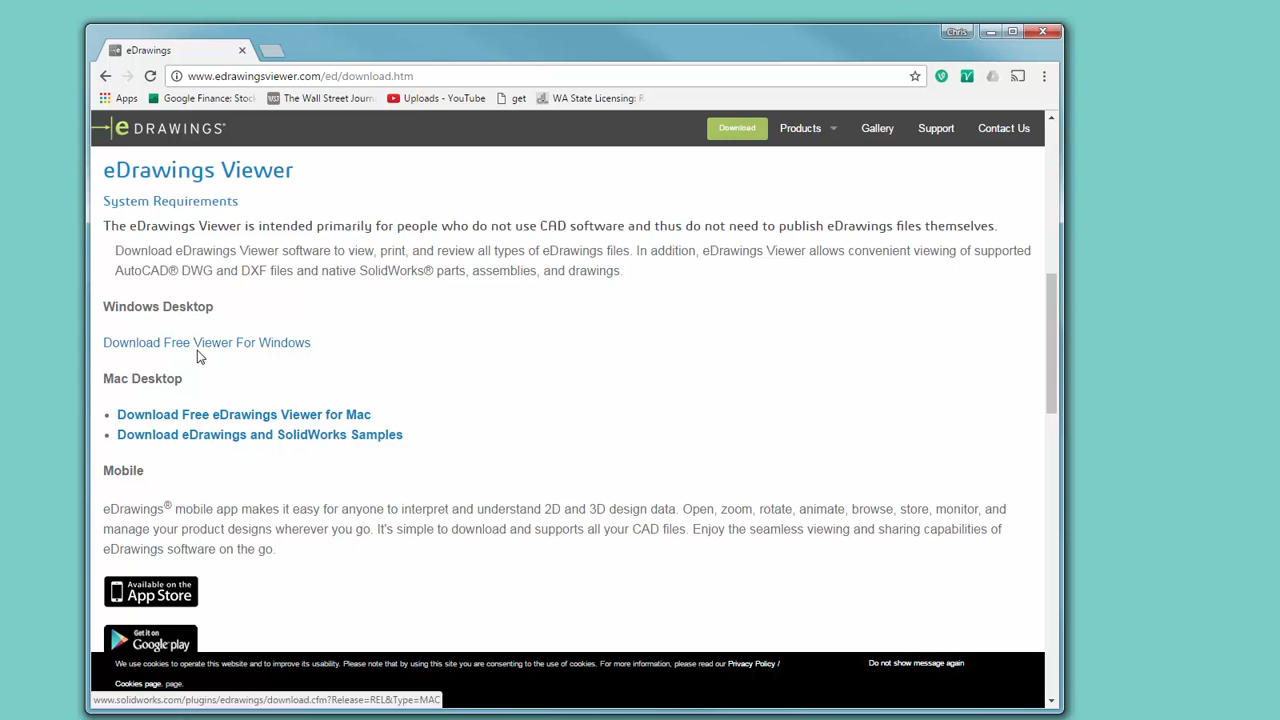 Chris
eDrawings
www.edrawingsviewer.com/ed/download.htm
Apps Google Finance: Stoc The Wall Street Journ Uploads - YouTube get WA State Licensing: R
eDRAWINGS® Download Products Gallery Support Contact Us
eDrawings Viewer
System Requirements
The eDrawings Viewer is intended primarily for people who do not use CAD software and thus do not need to publish eDrawings files themselves.
Download eDrawings Viewer software to view, print, and review all types of eDrawings files. In addition, eDrawings Viewer allows convenient viewing of supported
AutoCAD® DWG and DXF files and native SolidWorks® parts, assemblies, and drawings.
Windows Desktop
Download Free Viewer For Windows
Mac Desktop
• Download Free eDrawings Viewer for Mac
• Download eDrawings and SolidWorks Samples
Mobile
eDrawings® mobile app makes it easy for anyone to interpret and understand 2D and 3D design data. Open, zoom, rotate, animate, browse, store, monitor, and
manage your product designs wherever you go. It's simple to download and supports all your CAD files. Enjoy the seamless viewing and sharing capabilities of
eDrawings software on the go.
Available on the
App Store
Get it on
Google play
We use cookies to operate this website and to improve its usability. Please note that by using this site you are consenting to the use of cookies. For more information, please read our Privacy Policy / Do not show message again
Cookies page. page.
www.solidworks.com/plugins/edrawings/download.cfm?Release=REL&Type=MAC